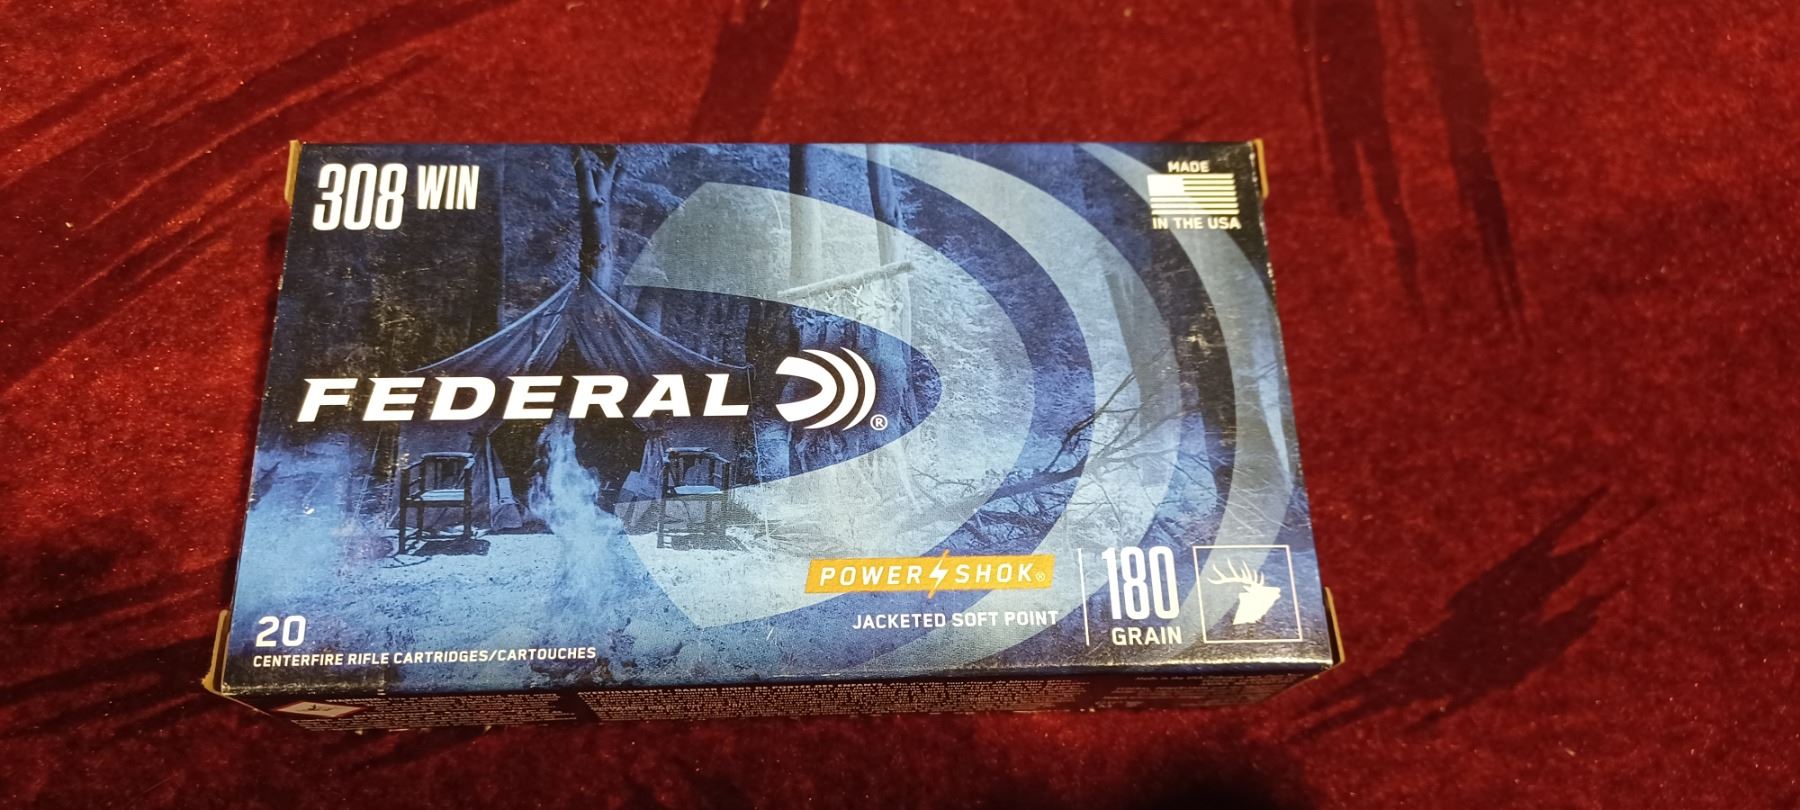 308 WIN
MADE
IN THE USA
FEDERAL ®
POWER SHOK®
JACKETED SOFT POINT
180
GRAIN
20
CENTERFIRE RIFLE CARTRIDGES/CARTOUCHES